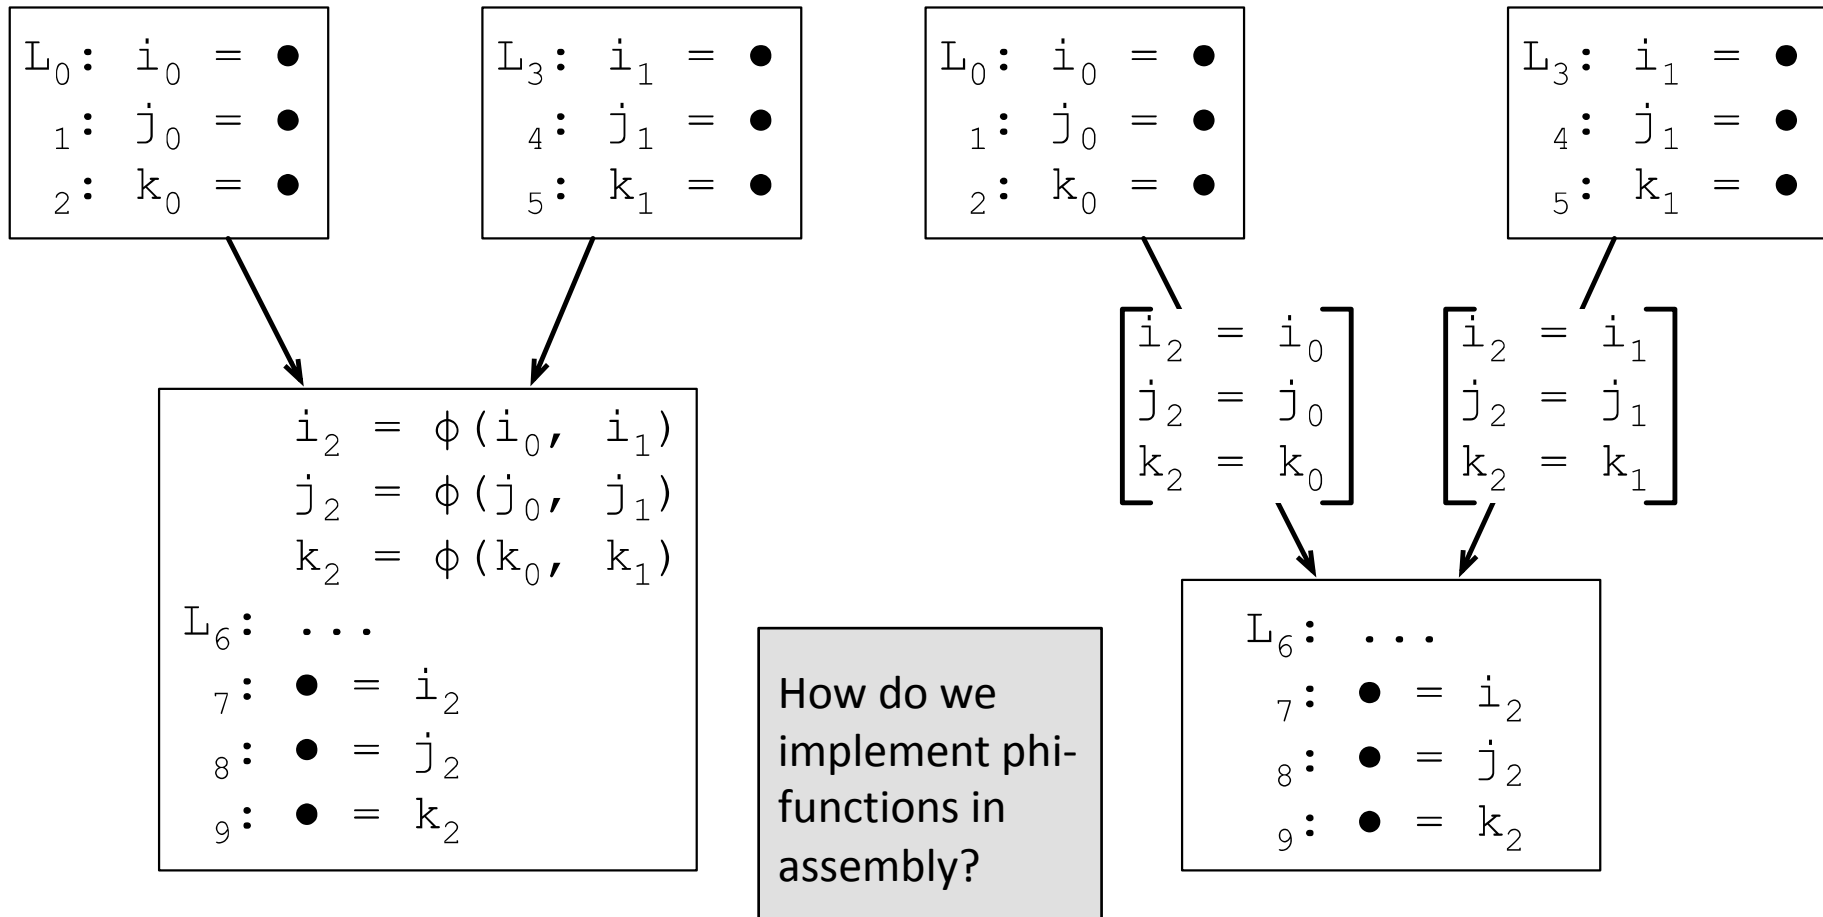 L₀: i₀ = ●
₁: j₀ = ●
₂: k₀ = ●
L₃: i₁ = ●
₄: j₁ = ●
₅: k₁ = ●
i₂ = ϕ(i₀, i₁)
j₂ = ϕ(j₀, j₁)
k₂ = ϕ(k₀, k₁)
L₆: ...
₇: ● = i₂
₈: ● = j₂
₉: ● = k₂
How do we
implement phi-
functions in
assembly?
L₀: i₀ = ●
₁: j₀ = ●
₂: k₀ = ●
L₃: i₁ = ●
₄: j₁ = ●
₅: k₁ = ●
i₂ = i₀
j₂ = j₀
k₂ = k₀
i₂ = i₁
j₂ = j₁
k₂ = k₁
L₆: ...
₇: ● = i₂
₈: ● = j₂
₉: ● = k₂